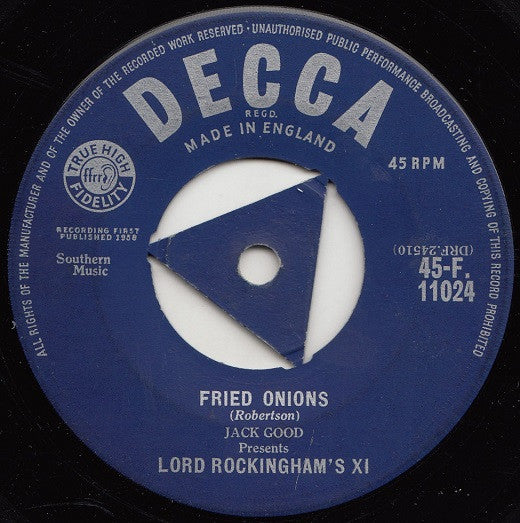 ALL RIGHTS OF THE MANUFACTURER AND OF THE OWNER OF THE RECORDED WORK RESERVED · UNAUTHORISED PUBLIC PERFORMANCE BROADCASTING AND COPYING OF THIS RECORD PROHIBITED
DECCA
REGD.
MADE IN ENGLAND
TRUE HIGH
ffrr
FIDELITY
45 RPM
RECORDING FIRST
PUBLISHED 1958
Southern
Music
(DRF.24510)
45-F.
11024
FRIED ONIONS
(Robertson)
JACK GOOD
Presents
LORD ROCKINGHAM'S XI